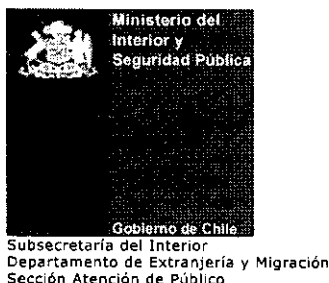 Ministerio del
Interior y
Seguridad Pública
Gobierno de Chile
Subsecretaría del Interior
Departamento de Extranjería y Migración
Sección Atención de Público